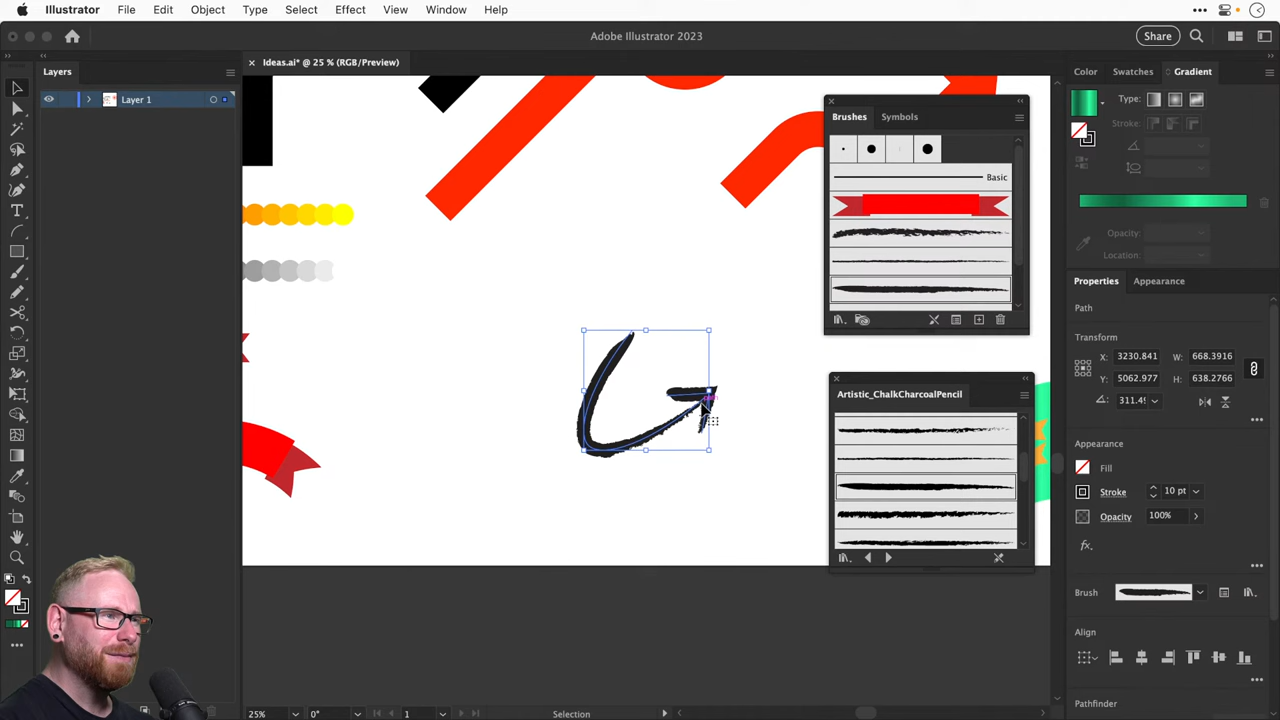 Illustrator File Edit Object Type Select Effect View Window Help
Adobe Illustrator 2023
Share
Layers
Ideas.ai* @ 25 % (RGB/Preview)
Layer 1
Brushes Symbols
Basic
Artistic_ChalkCharcoalPencil
Color Swatches Gradient
Type:
Stroke:
Opacity:
Location:
Properties Appearance
Path
Transform
X: 3230.841 W: 668.3916
Y: 5062.977 H: 638.2766
311.4
Appearance
Fill
Stroke 10 pt
Opacity 100%
fx
Brush
Align
Pathfinder
25% 0° 1 Selection